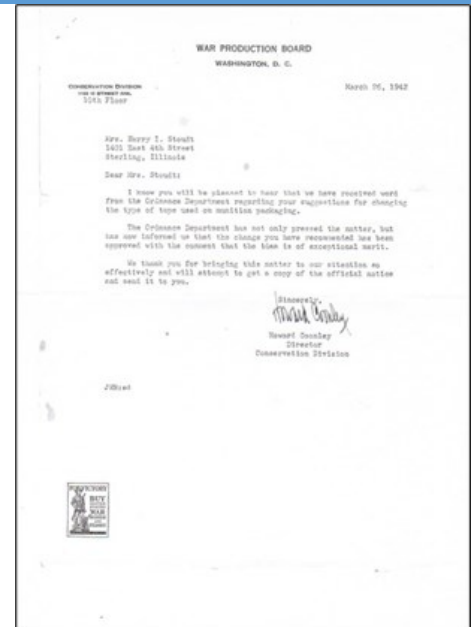 WAR PRODUCTION BOARD
WASHINGTON, D. C.
CONSERVATION DIVISION
STREET
10th Floor
March 26, 1942
Mrs. Harry I. Stoudt
1401 East 4th Street
Sterling, Illinois
Dear Mrs. Stoudt:
I know you will be pleased to hear that we have received word
from the Ordnance Department regarding your suggestions for changing
the type of tape used on munition packaging.
The Ordnance Department has not only pressed the matter, but
has now informed us that the change you have recommended has been
approved with the comment that the idea is of exceptional merit.
We thank you for bringing this matter to our attention so
effectively and will attempt to get a copy of the official notice
and send it to you.
Sincerely,
Howard Coonley
Howard Coonley
Director
Conservation Division
FOR VICTORY
BUY
WAR